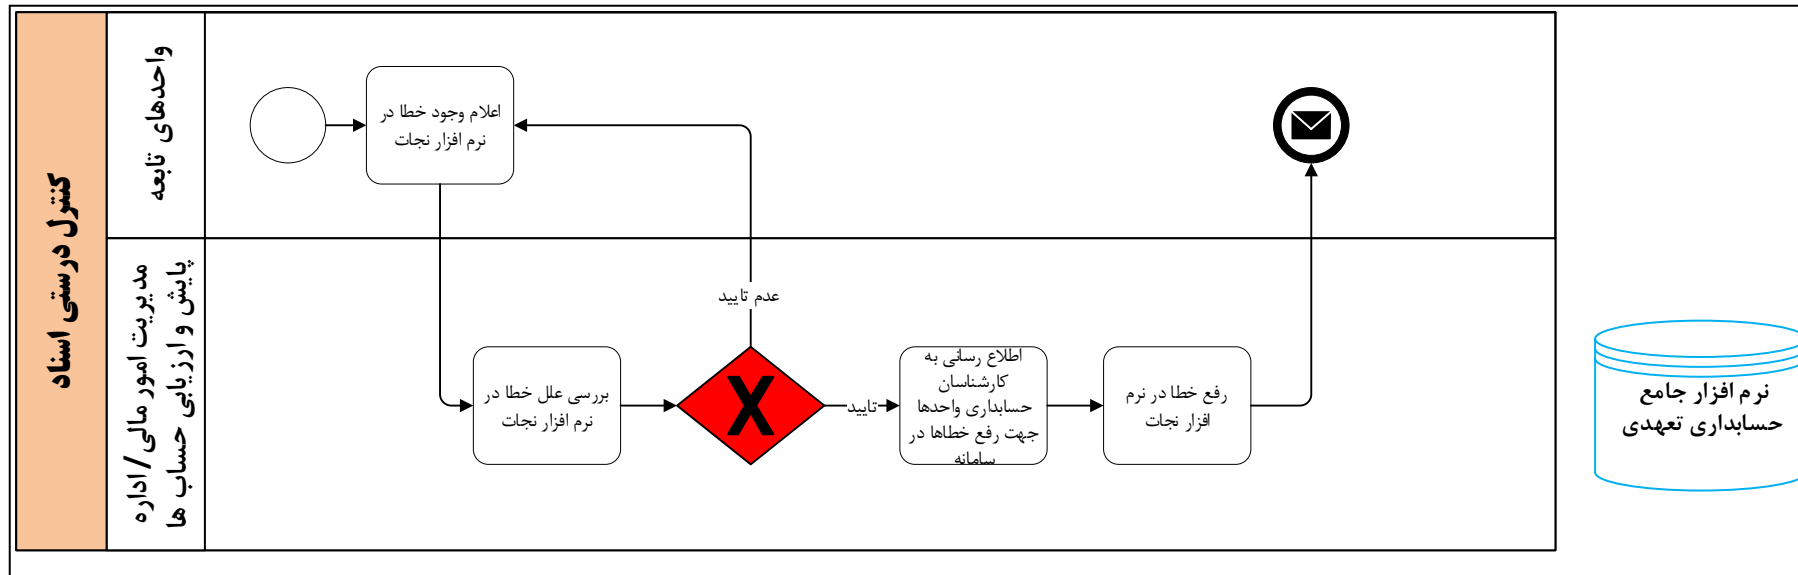 کنترل درستی اسناد
واحدهای تابعه
اعلام وجود خطا در
نرم افزار نجات
مدیریت امور مالی/اداره
پایش و ارزیابی حساب ها
بررسی علل خطا در
نرم افزار نجات
X
عدم تایید
تایید
اطلاع رسانی به
کارشناسان
حسابداری واحدها
جهت رفع خطاها در
سامانه
رفع خطا در نرم
افزار نجات
نرم افزار جامع
حسابداری تعهدی